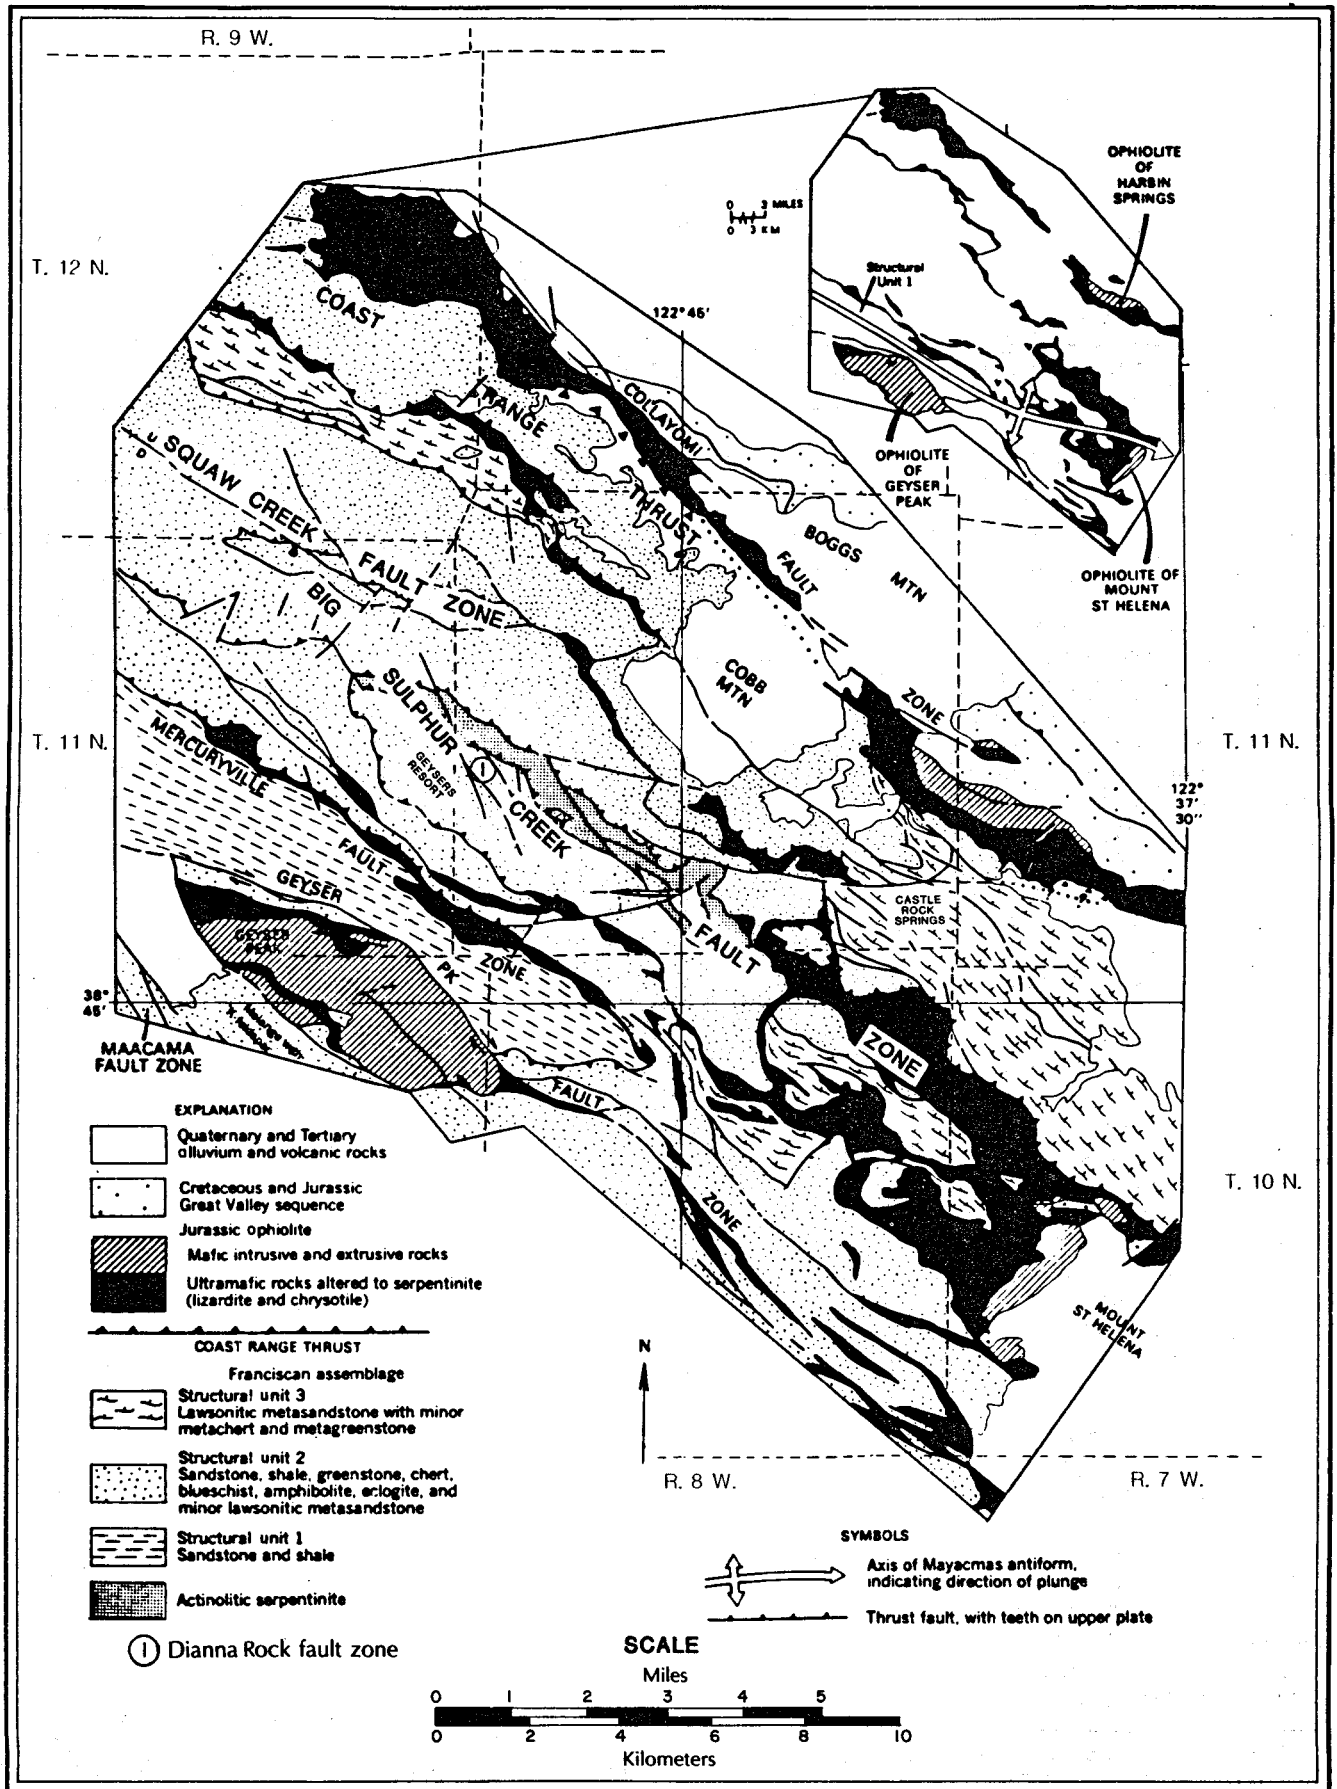 R. 9 W.
OPHIOLITE
OF
HARBIN
SPRINGS
0 3 MILES
0 3 KM
T. 12 N.
Structural
Unit 1
122°45'
COAST
RANGE
THRUST
COLLAYOMI
FAULT
ZONE
OPHIOLITE
OF
GEYSER
PEAK
U
D
SQUAW CREEK FAULT ZONE
BOGGS
MTN
OPHIOLITE OF
MOUNT
ST HELENA
BIG
SULPHUR
CREEK
FAULT
ZONE
COBB
MTN
T. 11 N.
T. 11 N.
MERCURYVILLE
FAULT
ZONE
GEYSERS
RESORT
1
122°
37'
30"
GEYSER
PK
FAULT
ZONE
CASTLE
ROCK
SPRINGS
GEYSER
PEAK
38°
45'
MAACAMA
FAULT ZONE
EXPLANATION
Quaternary and Tertiary
alluvium and volcanic rocks
Cretaceous and Jurassic
Great Valley sequence
Jurassic ophiolite
Mafic intrusive and extrusive rocks
Ultramafic rocks altered to serpentinite
(lizardite and chrysotile)
COAST RANGE THRUST
Franciscan assemblage
Structural unit 3
Lawsonitic metasandstone with minor
metachert and metagreenstone
Structural unit 2
Sandstone, shale, greenstone, chert,
blueschist, amphibolite, eclogite, and
minor lawsonitic metasandstone
Structural unit 1
Sandstone and shale
Actinolitic serpentinite
1 Dianna Rock fault zone
T. 10 N.
MOUNT
ST HELENA
N
R. 8 W.
R. 7 W.
SYMBOLS
Axis of Mayacmas antiform,
indicating direction of plunge
Thrust fault, with teeth on upper plate
SCALE
Miles
0 1 2 3 4 5
0 2 4 6 8 10
Kilometers